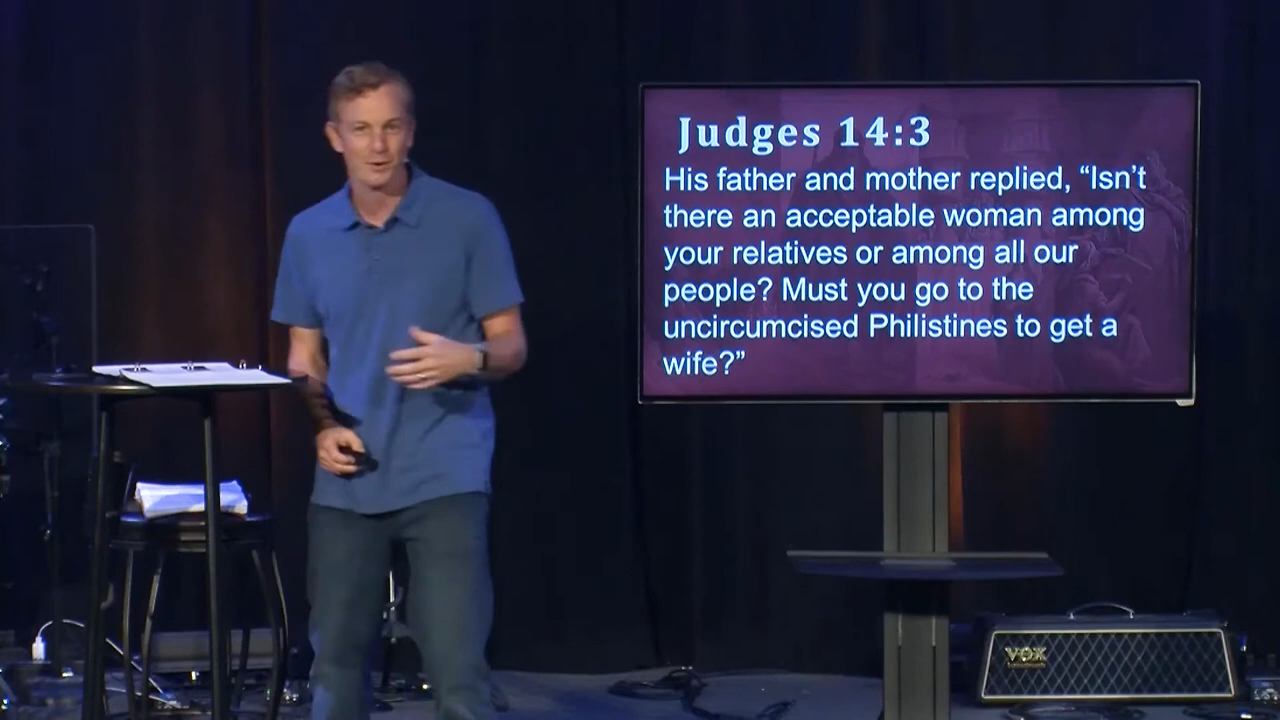 Judges 14:3
His father and mother replied, “Isn’t
there an acceptable woman among
your relatives or among all our
people? Must you go to the
uncircumcised Philistines to get a
wife?”
VOX